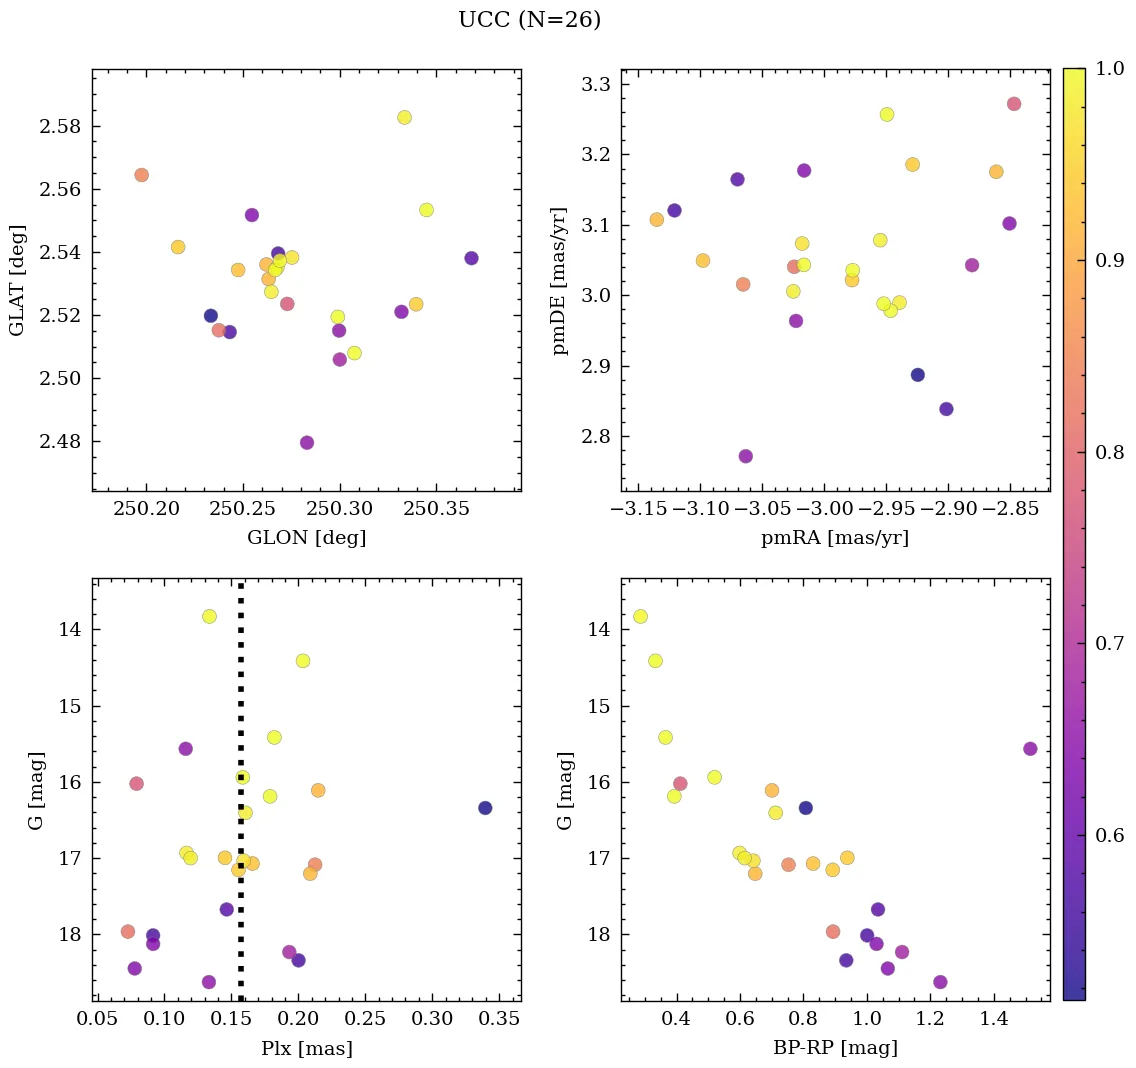 UCC (N=26)
2.58
2.56
2.54
2.52
2.50
2.48
GLAT [deg]
250.20 250.25 250.30 250.35
GLON [deg]
3.3
3.2
3.1
3.0
2.9
2.8
pmDE [mas/yr]
−3.15 −3.10 −3.05 −3.00 −2.95 −2.90 −2.85
pmRA [mas/yr]
14
15
16
17
18
G [mag]
0.05 0.10 0.15 0.20 0.25 0.30 0.35
Plx [mas]
14
15
16
17
18
G [mag]
0.4 0.6 0.8 1.0 1.2 1.4
BP-RP [mag]
1.0
0.9
0.8
0.7
0.6